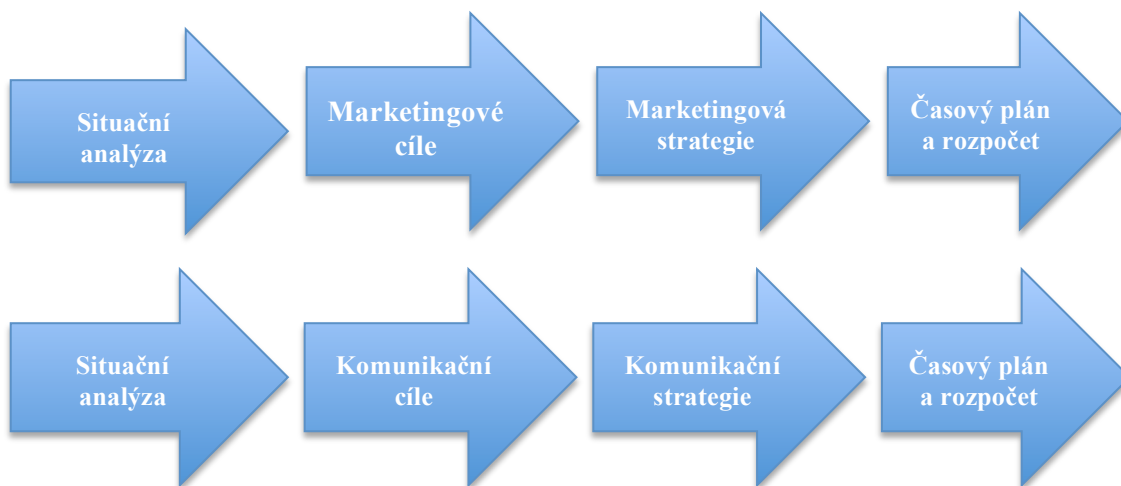 Situační
analýza
Marketingové
cíle
Marketingová
strategie
Časový plán
a rozpočet
Situační
analýza
Komunikační
cíle
Komunikační
strategie
Časový plán
a rozpočet